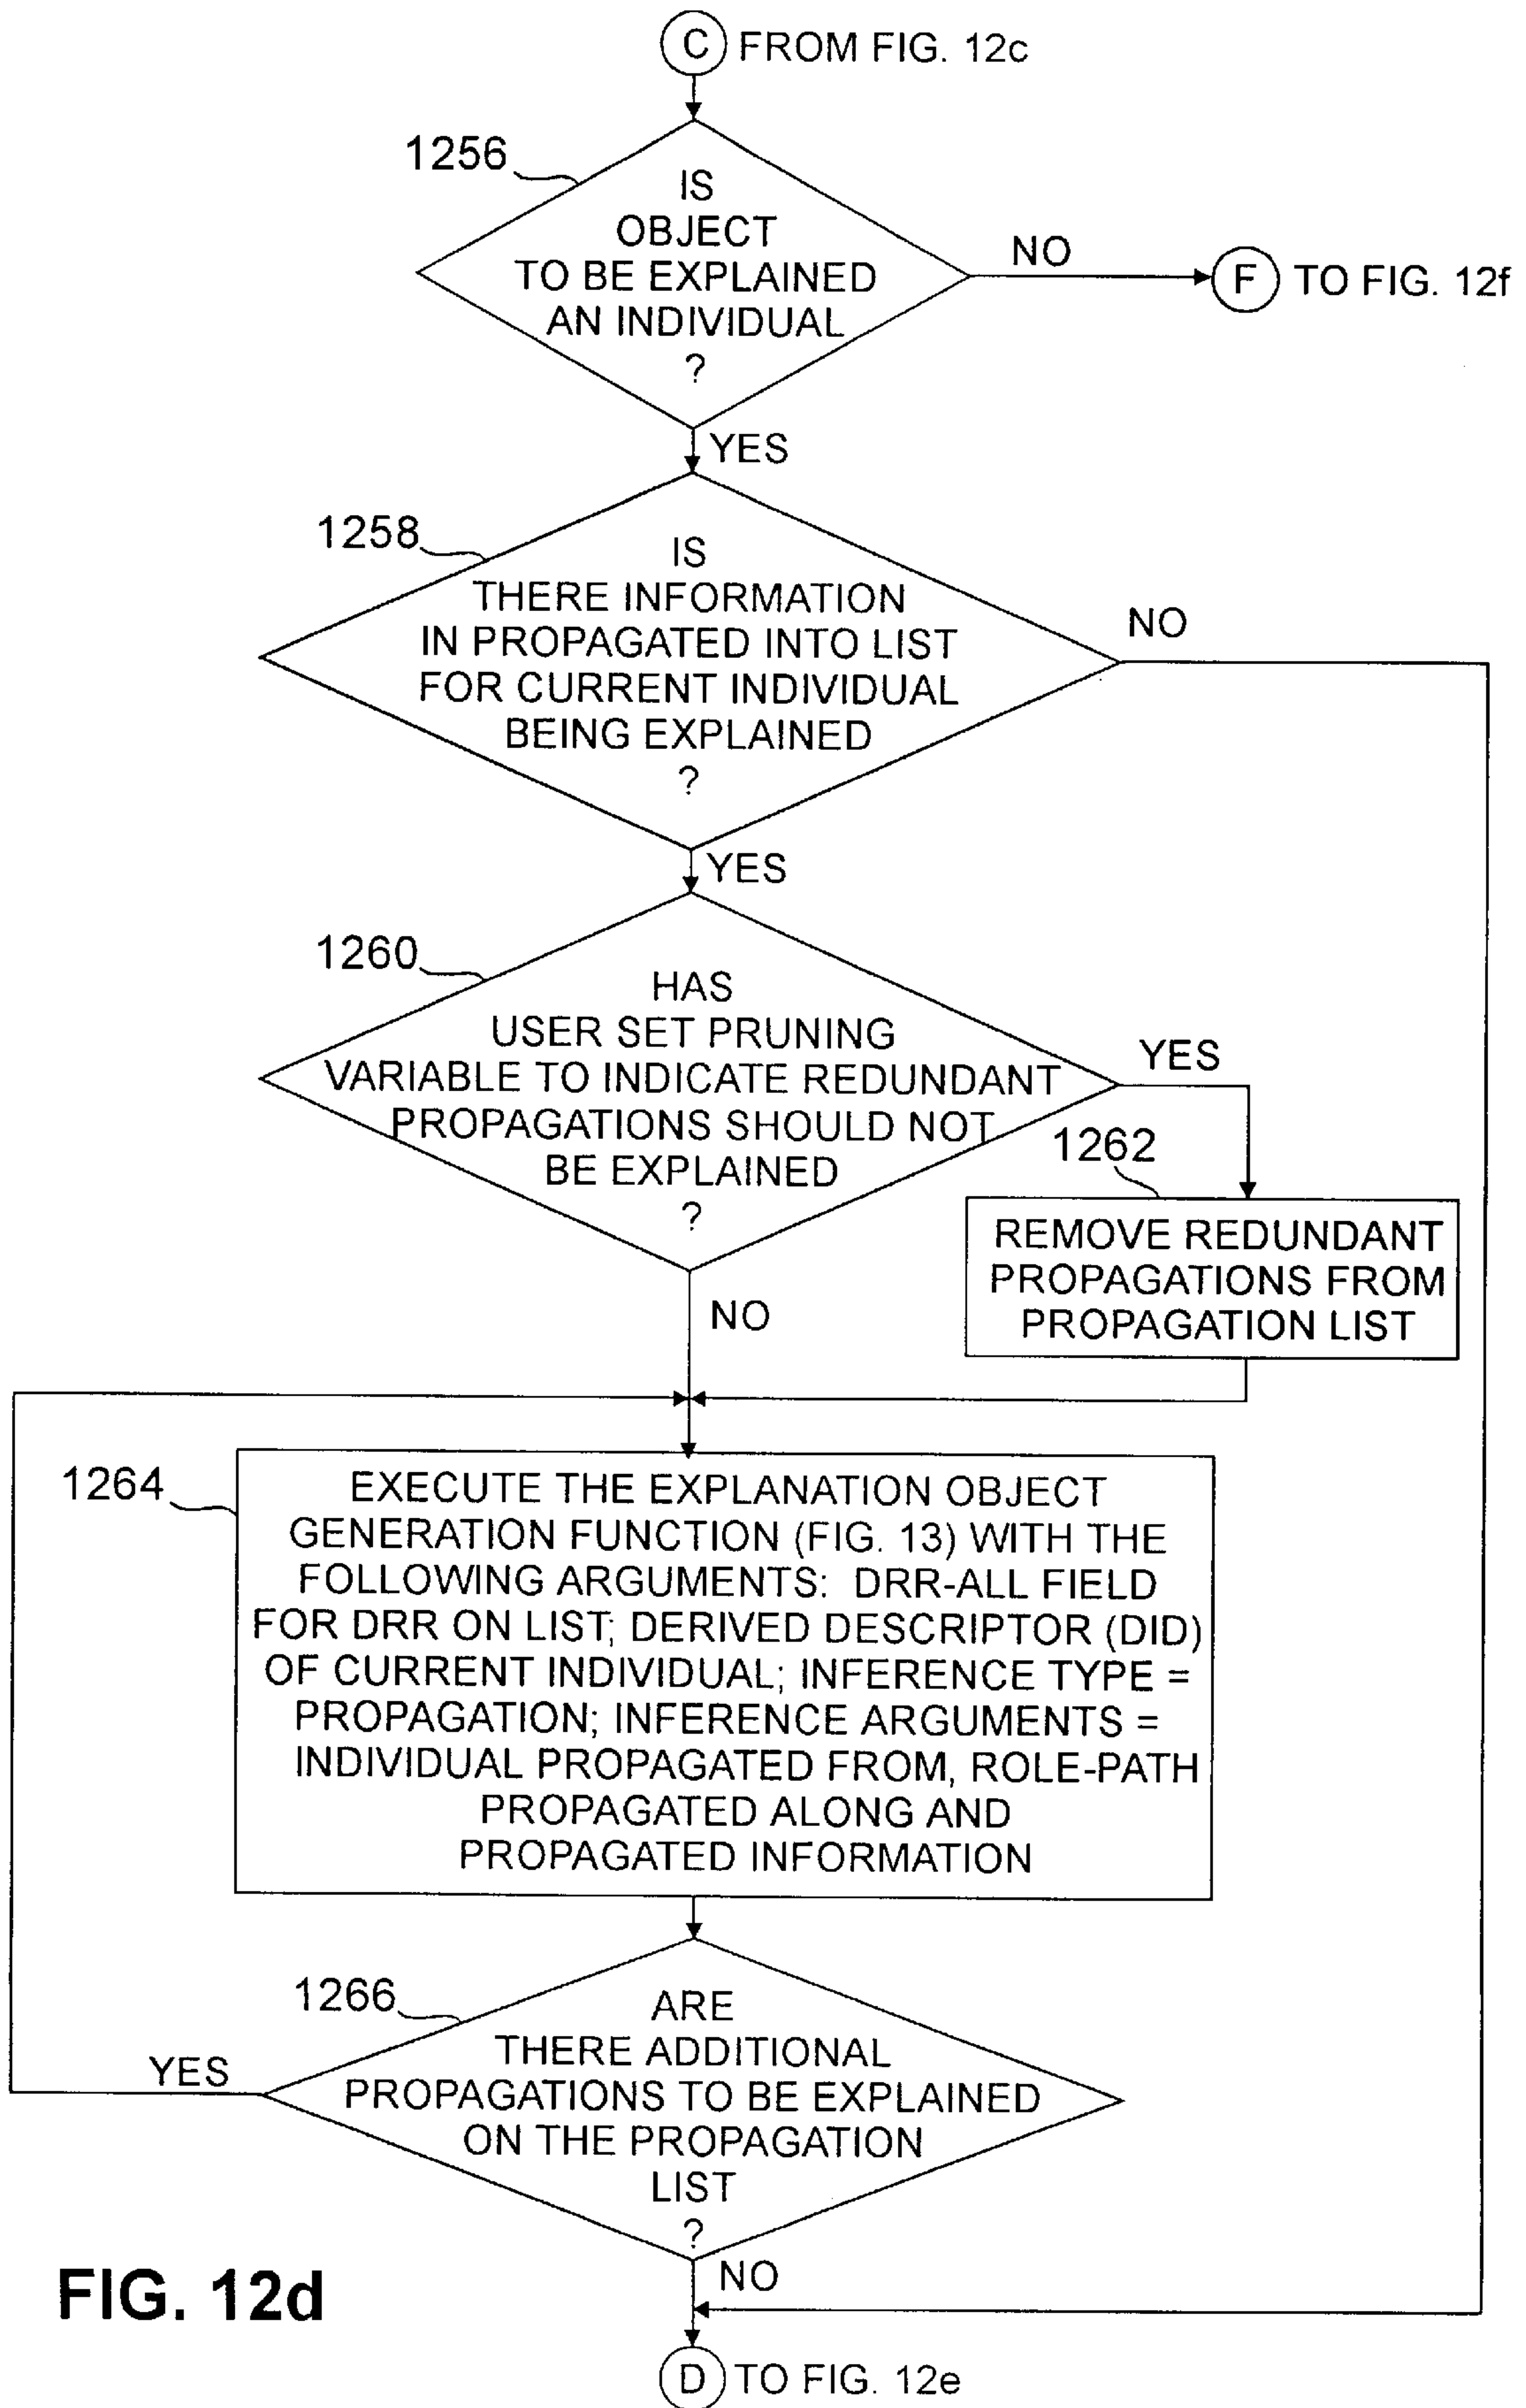 C FROM FIG. 12c
1256
IS
OBJECT
TO BE EXPLAINED
AN INDIVIDUAL
?
NO
F TO FIG. 12f
YES
1258
IS
THERE INFORMATION
IN PROPAGATED INTO LIST
FOR CURRENT INDIVIDUAL
BEING EXPLAINED
?
NO
YES
1260
HAS
USER SET PRUNING
VARIABLE TO INDICATE REDUNDANT
PROPAGATIONS SHOULD NOT
BE EXPLAINED
?
YES
1262
REMOVE REDUNDANT
PROPAGATIONS FROM
PROPAGATION LIST
NO
1264
EXECUTE THE EXPLANATION OBJECT
GENERATION FUNCTION (FIG. 13) WITH THE
FOLLOWING ARGUMENTS: DRR-ALL FIELD
FOR DRR ON LIST; DERIVED DESCRIPTOR (DID)
OF CURRENT INDIVIDUAL; INFERENCE TYPE =
PROPAGATION; INFERENCE ARGUMENTS =
INDIVIDUAL PROPAGATED FROM, ROLE-PATH
PROPAGATED ALONG AND
PROPAGATED INFORMATION
1266
ARE
THERE ADDITIONAL
PROPAGATIONS TO BE EXPLAINED
ON THE PROPAGATION
LIST
?
YES
NO
FIG. 12d
D TO FIG. 12e